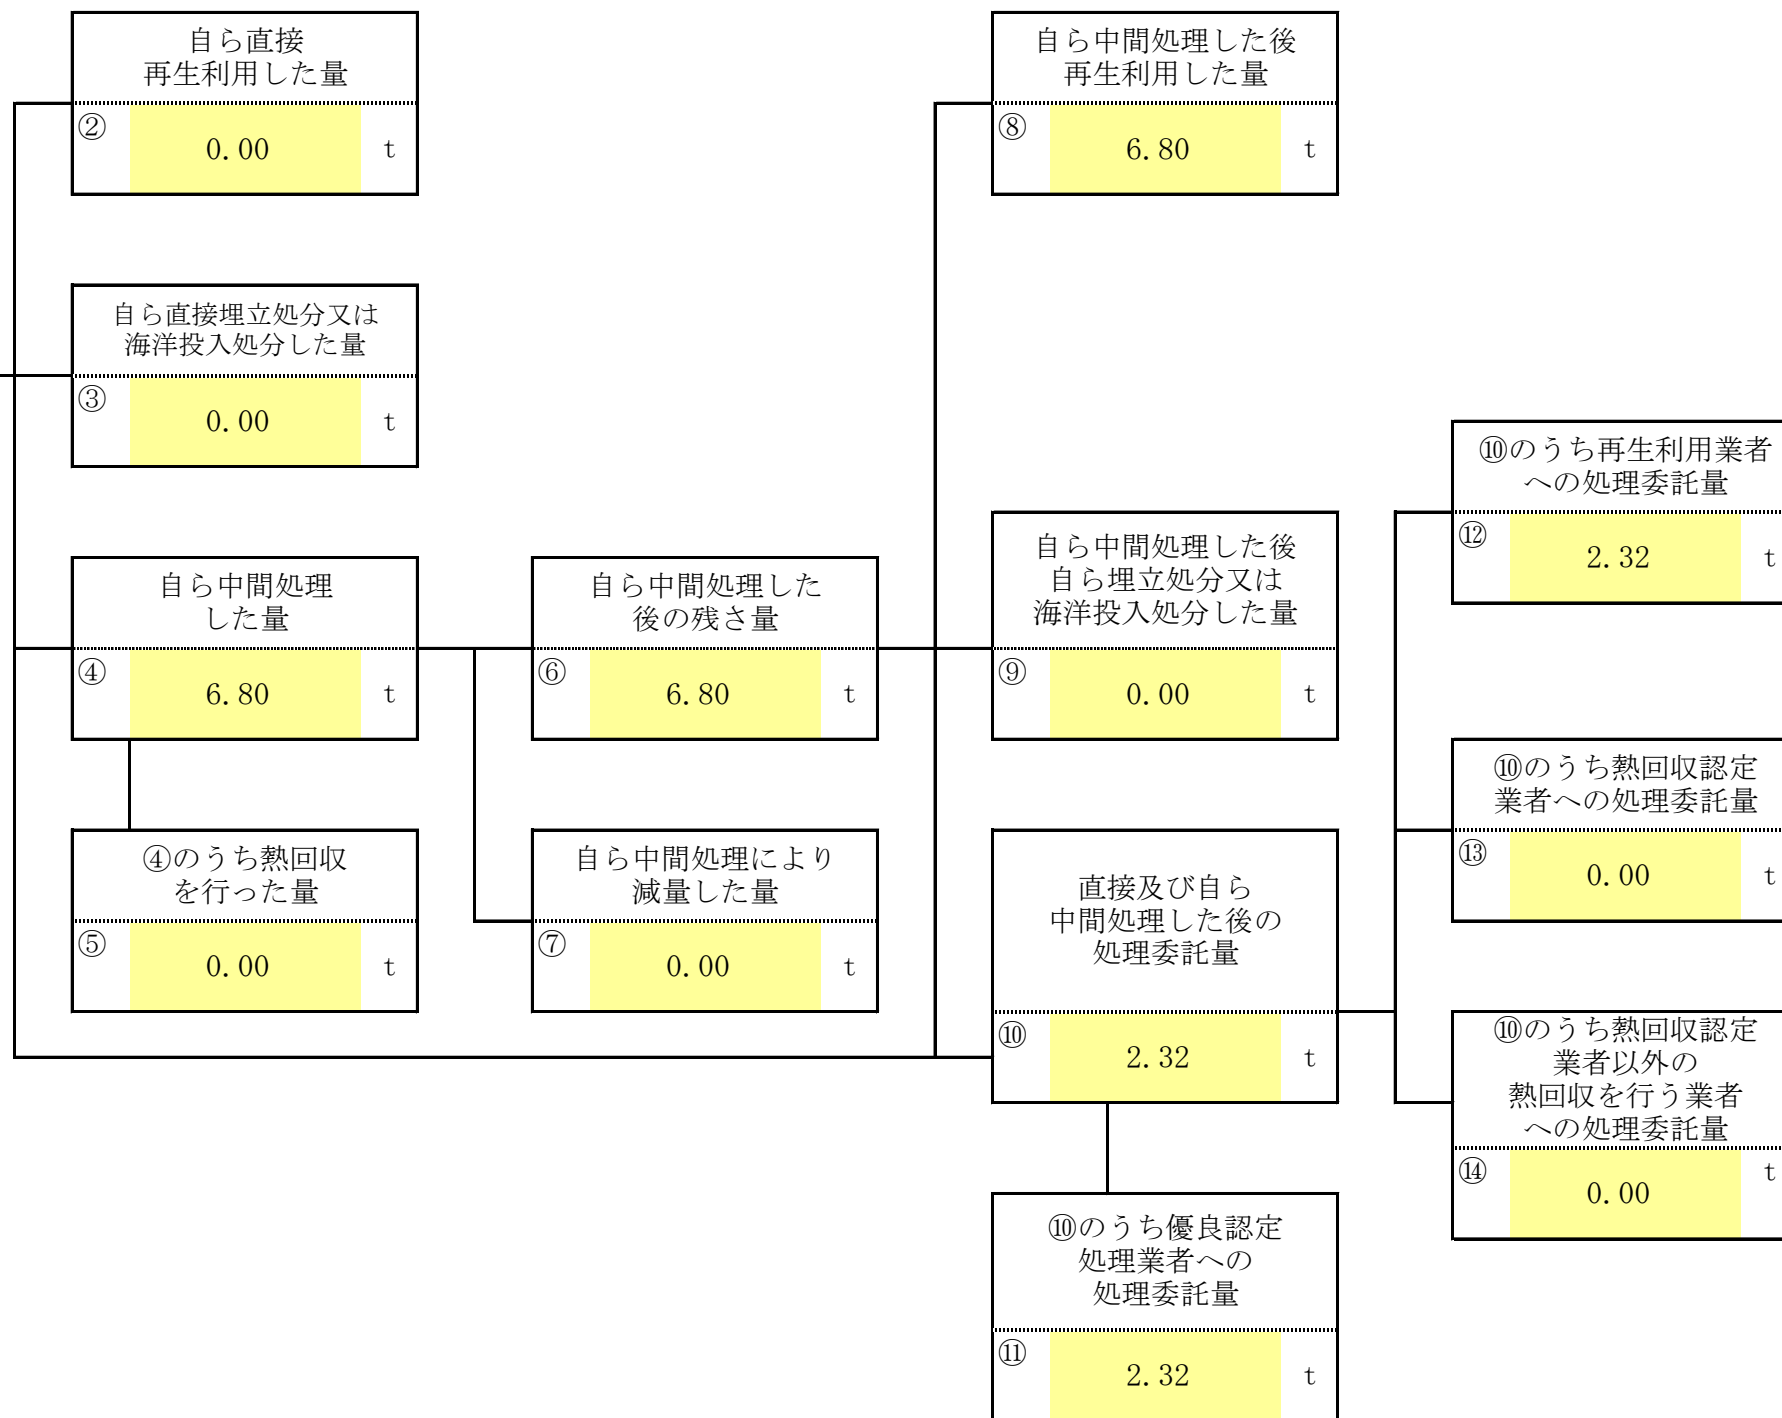 自ら直接
再生利用した量
② 0.00 t
自ら直接埋立処分又は
海洋投入処分した量
③ 0.00 t
自ら中間処理
した量
④ 6.80 t
④のうち熱回収
を行った量
⑤ 0.00 t
自ら中間処理した
後の残さ量
⑥ 6.80 t
自ら中間処理により
減量した量
⑦ 0.00 t
自ら中間処理した後
再生利用した量
⑧ 6.80 t
自ら中間処理した後
自ら埋立処分又は
海洋投入処分した量
⑨ 0.00 t
直接及び自ら
中間処理した後の
処理委託量
⑩ 2.32 t
⑩のうち優良認定
処理業者への
処理委託量
⑪ 2.32 t
⑩のうち再生利用業者
への処理委託量
⑫ 2.32 t
⑩のうち熱回収認定
業者への処理委託量
⑬ 0.00 t
⑩のうち熱回収認定
業者以外の
熱回収を行う業者
への処理委託量
⑭ 0.00 t